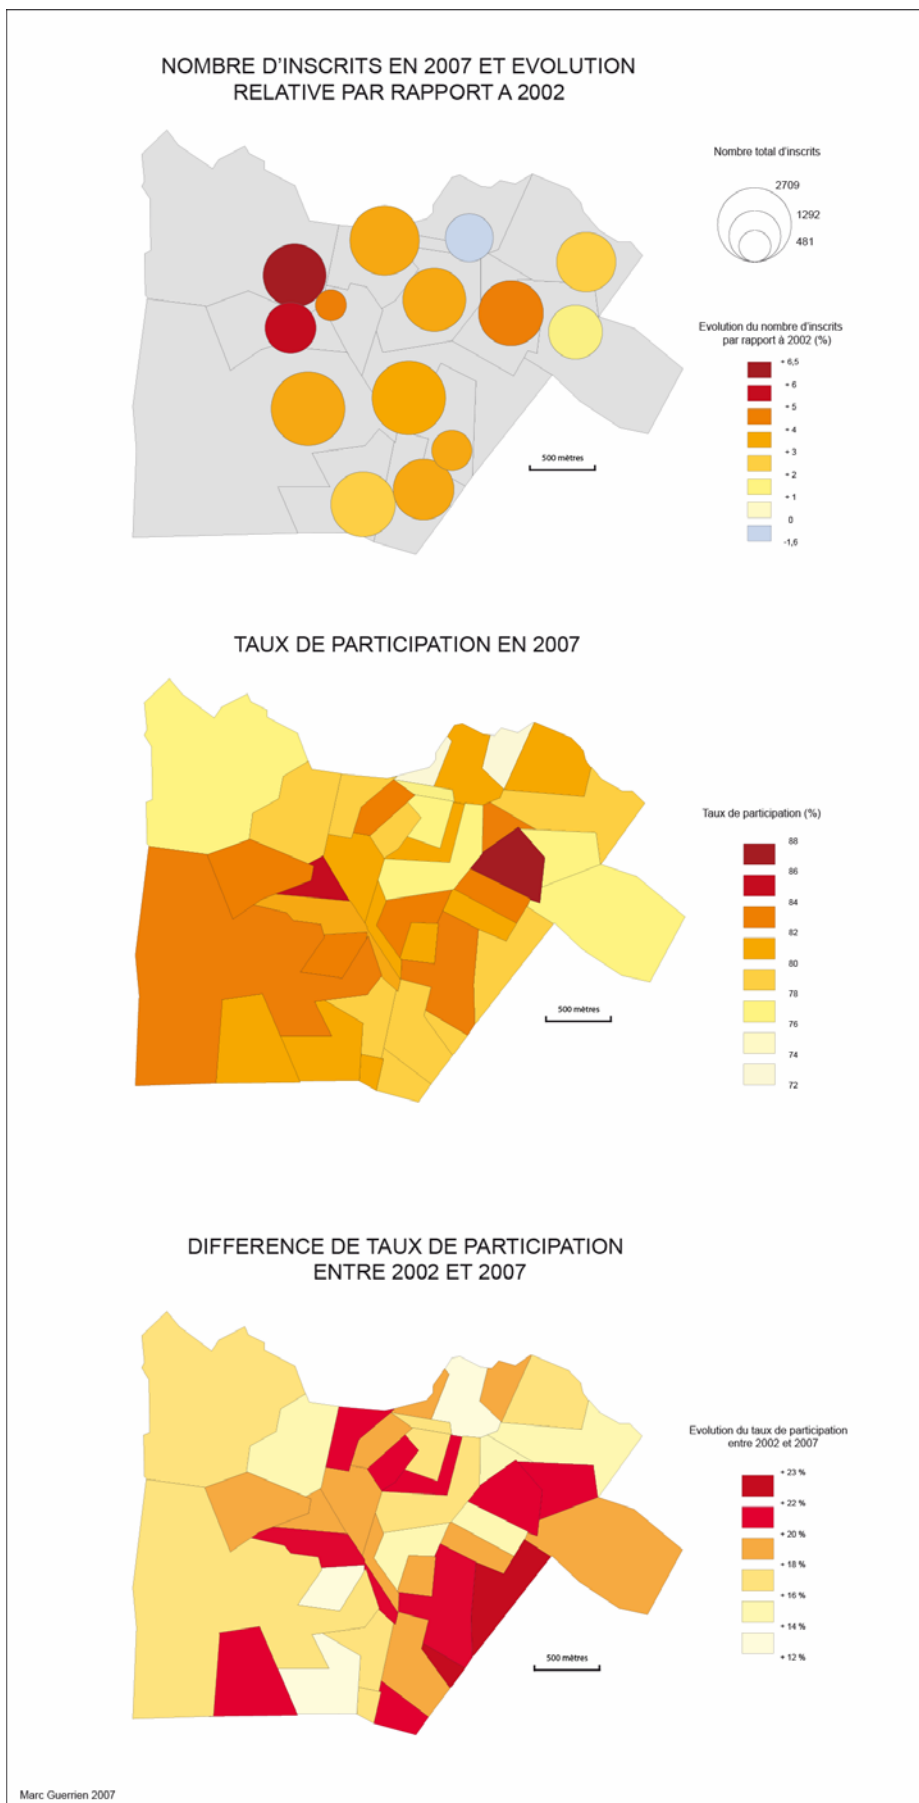 NOMBRE D'INSCRITS EN 2007 ET EVOLUTION
RELATIVE PAR RAPPORT A 2002
Nombre total d'inscrits
2709
1292
481
Evolution du nombre d'inscrits
par rapport à 2002 (%)
+ 6,5
+ 6
+ 5
+ 4
+ 3
+ 2
+ 1
0
-1,6
500 mètres
TAUX DE PARTICIPATION EN 2007
Taux de participation (%)
88
86
84
82
80
78
76
74
72
500 mètres
DIFFERENCE DE TAUX DE PARTICIPATION
ENTRE 2002 ET 2007
Evolution du taux de participation
entre 2002 et 2007
+ 23 %
+ 22 %
+ 20 %
+ 18 %
+ 16 %
+ 14 %
+ 12 %
500 mètres
Marc Guerrien 2007